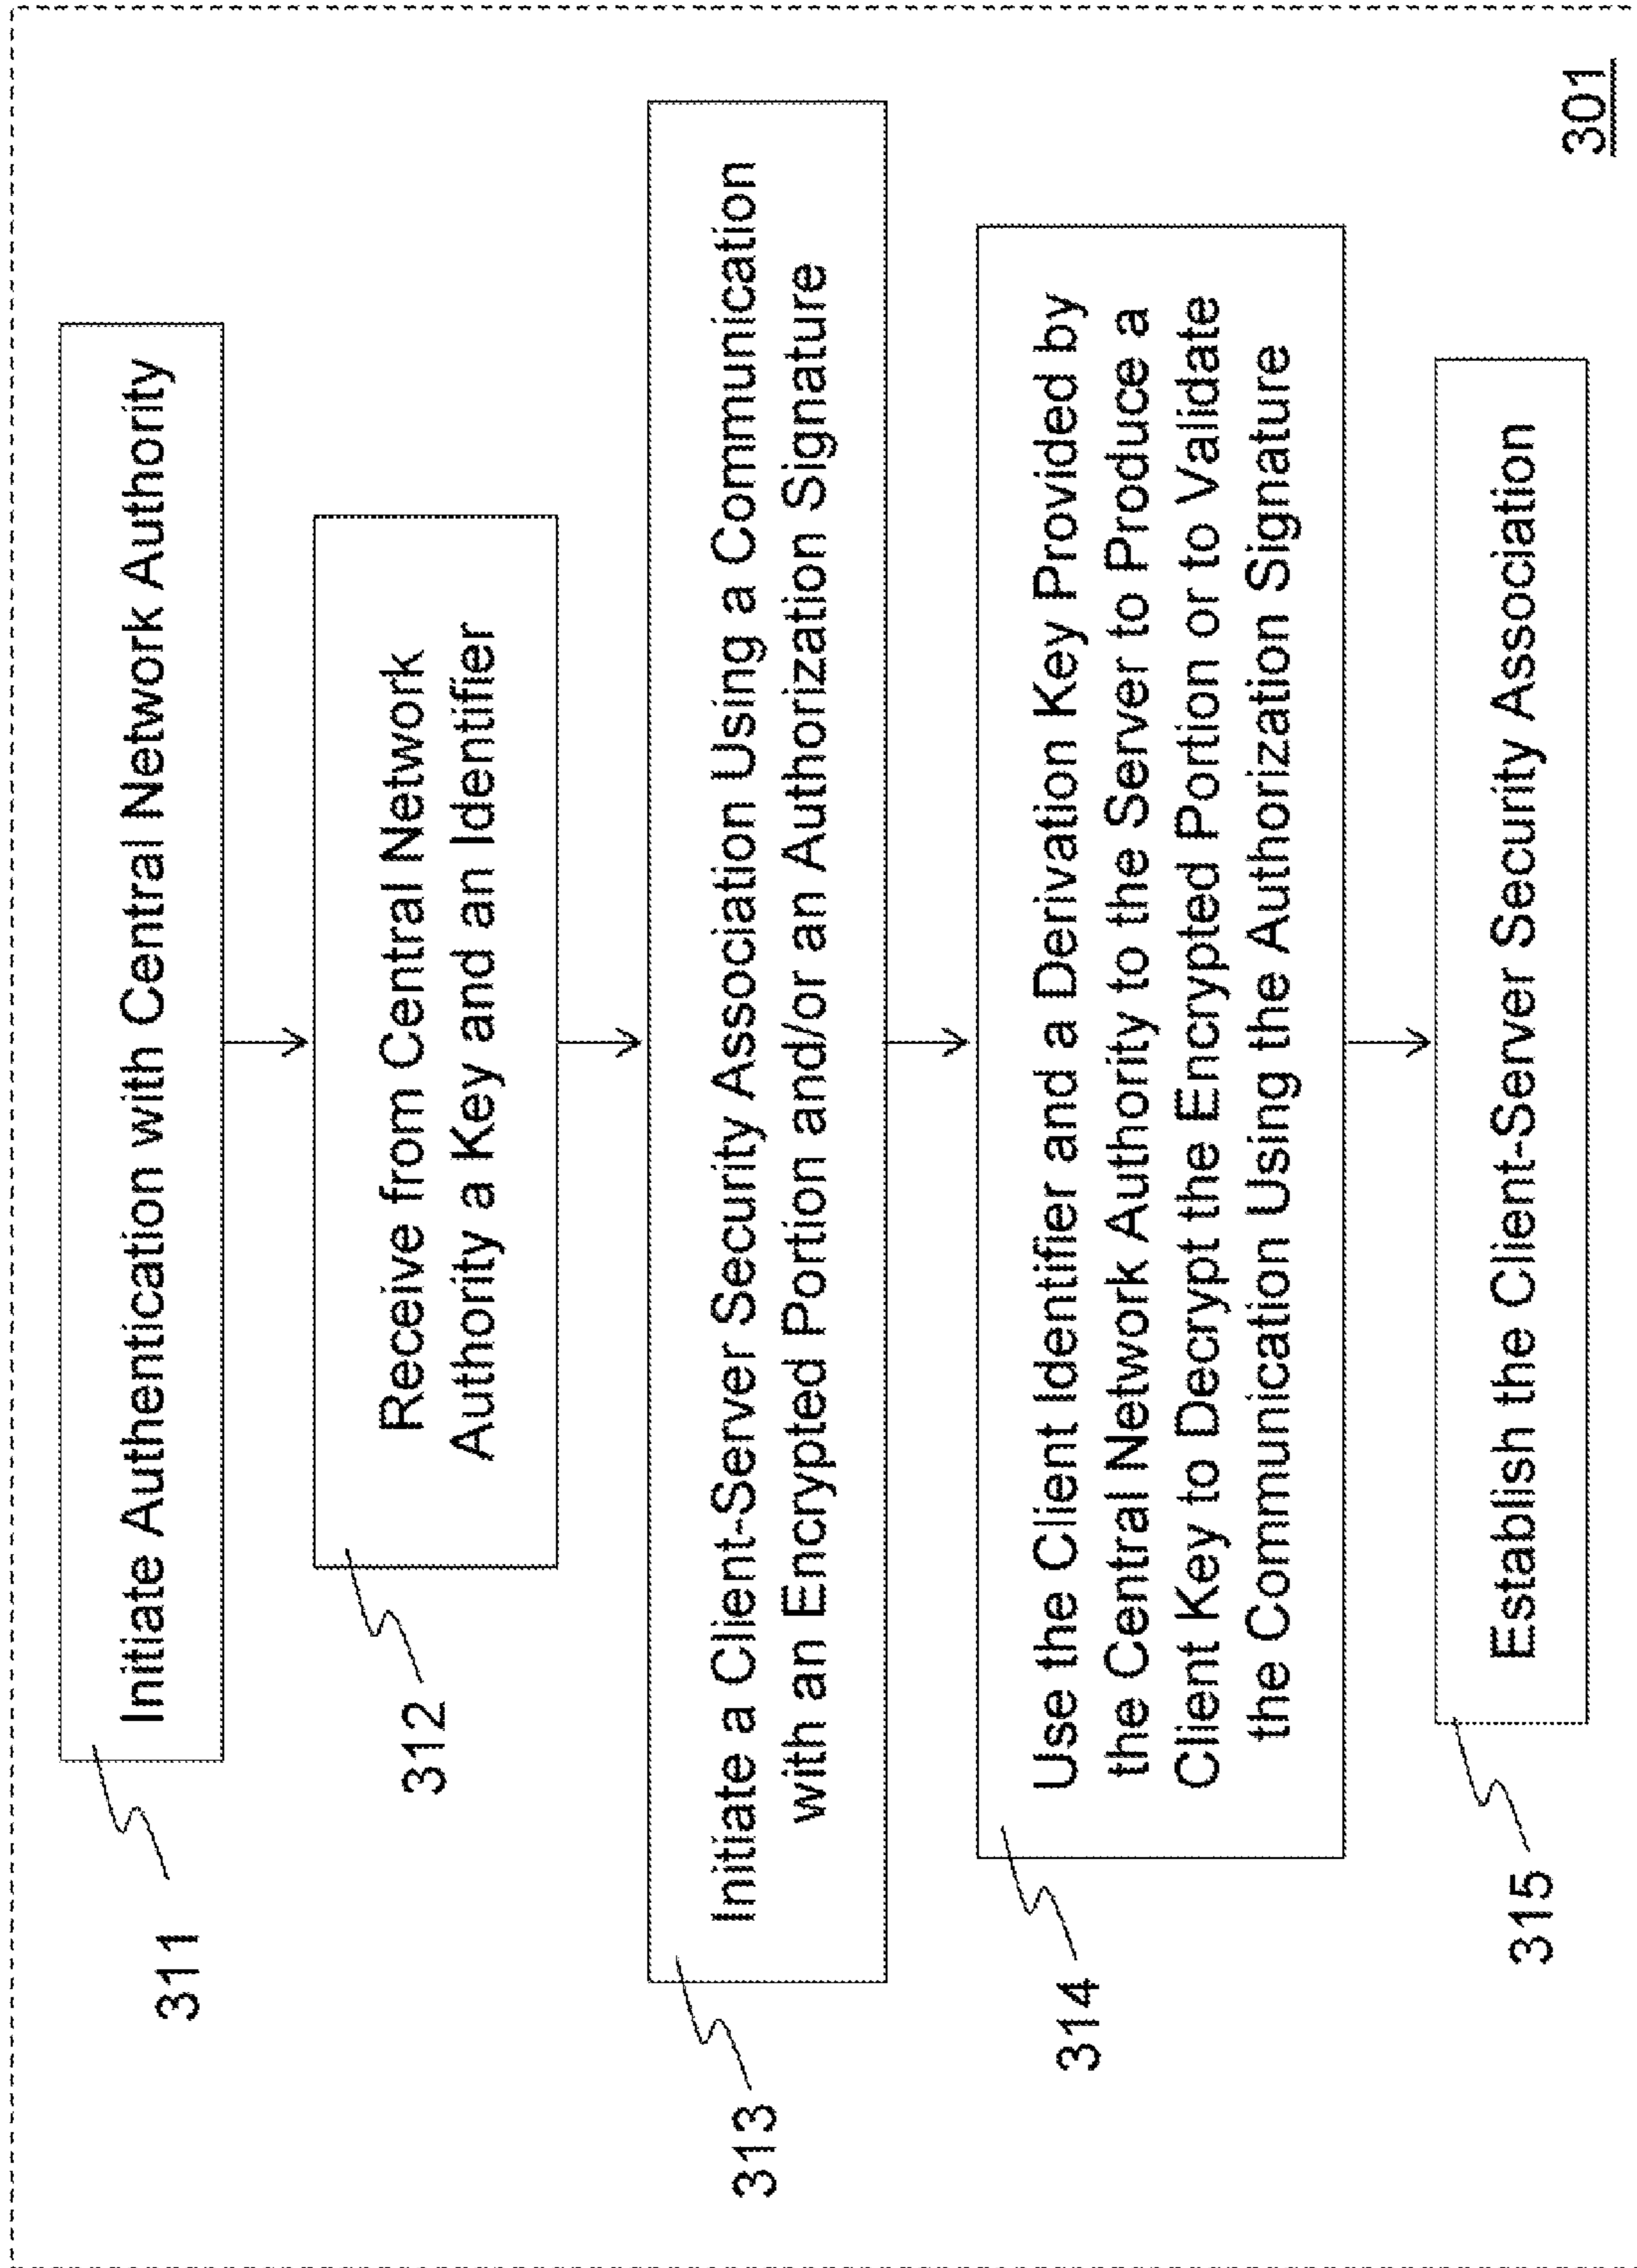 311
Initiate Authentication with Central Network Authority
312
Receive from Central Network
Authority a Key and an Identifier
313
Initiate a Client-Server Security Association Using a Communication
with an Encrypted Portion and/or an Authorization Signature
314
Use the Client Identifier and a Derivation Key Provided by
the Central Network Authority to the Server to Produce a
Client Key to Decrypt the Encrypted Portion or to Validate
the Communication Using the Authorization Signature
315
Establish the Client-Server Security Association
301